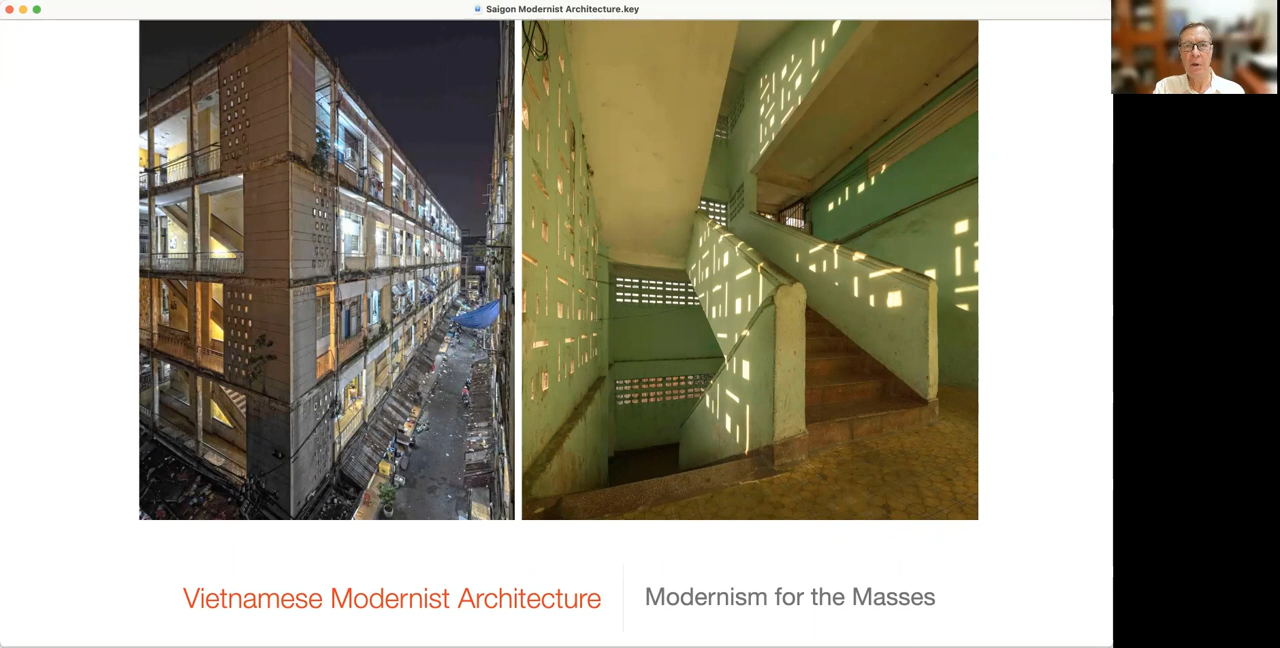 Saigon Modernist Architecture.key
Vietnamese Modernist Architecture
Modernism for the Masses